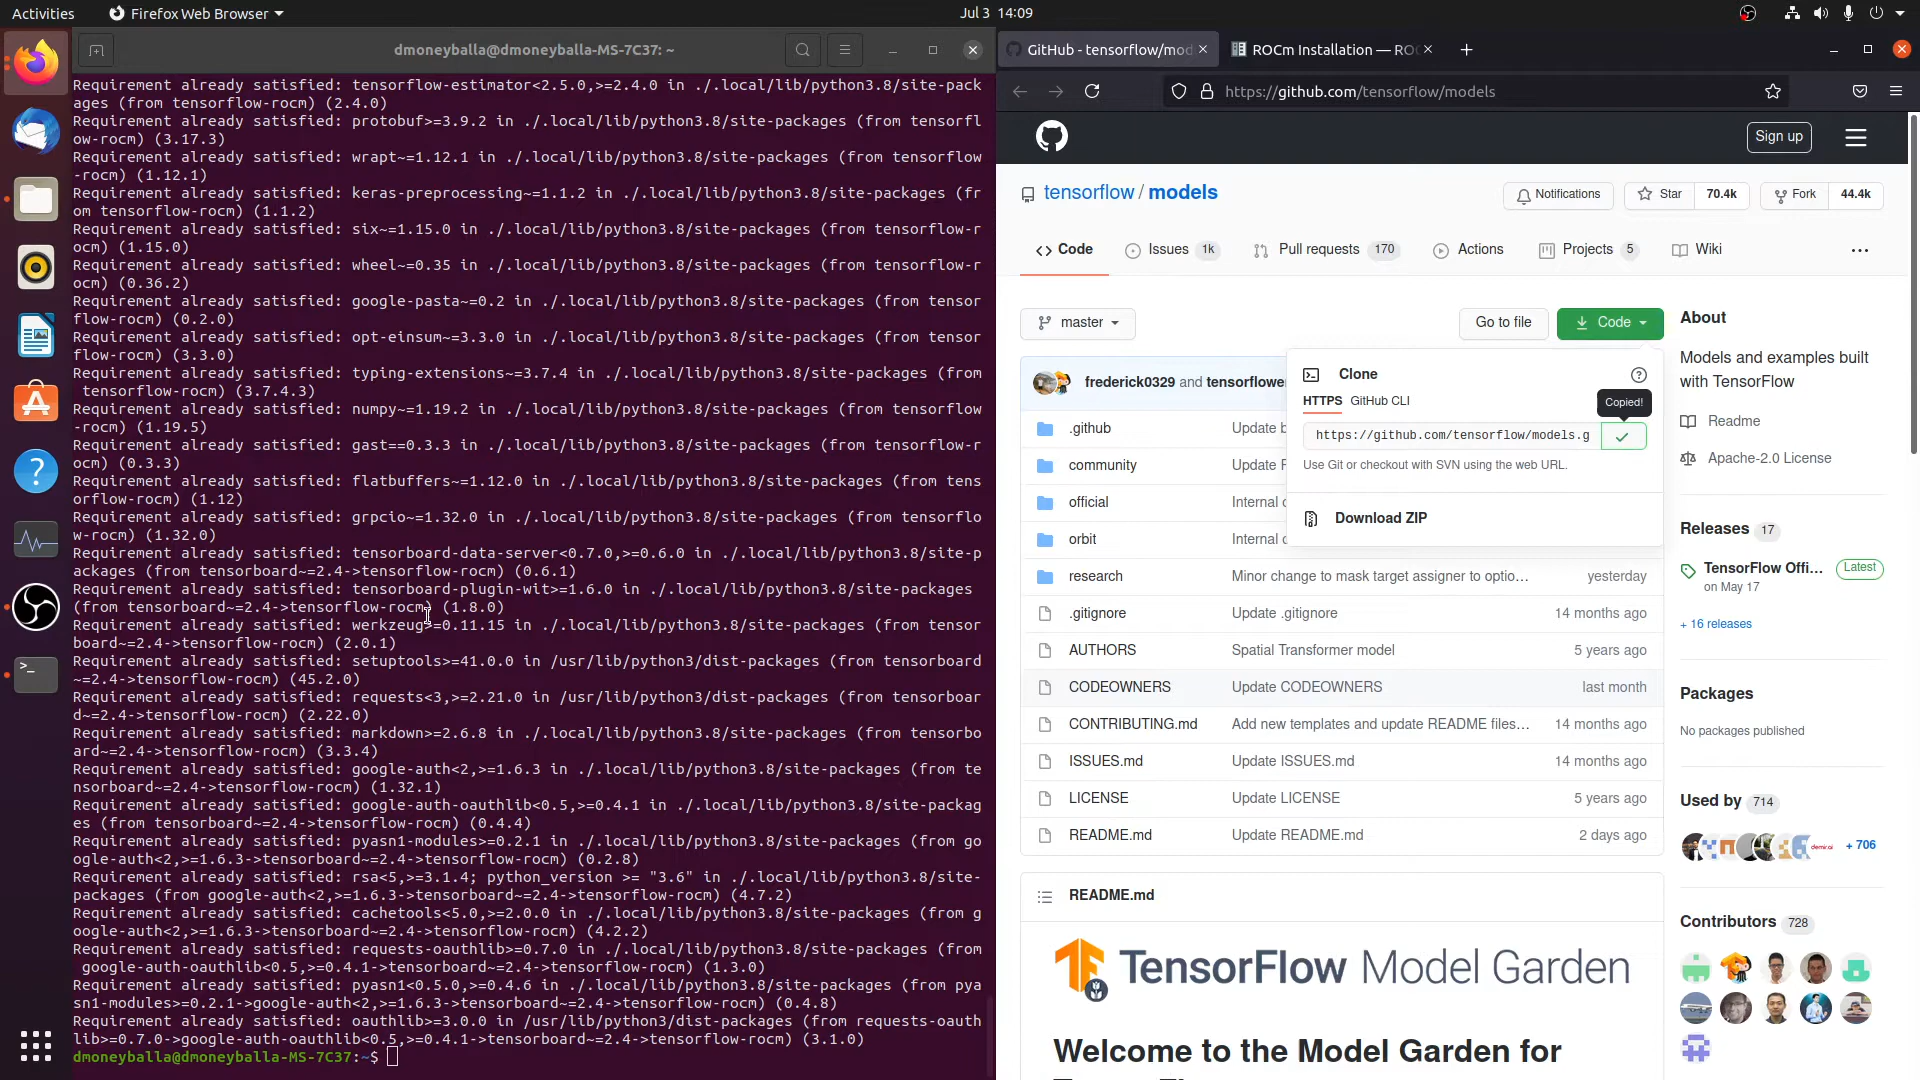 Activities
Firefox Web Browser
Jul 3 14:09
dmoneyballa@dmoneyballa-MS-7C37: ~
Requirement already satisfied: tensorflow-estimator<2.5.0,>=2.4.0 in ./.local/lib/python3.8/site-pack
ages (from tensorflow-rocm) (2.4.0)
Requirement already satisfied: protobuf>=3.9.2 in ./.local/lib/python3.8/site-packages (from tensorfl
ow-rocm) (3.17.3)
Requirement already satisfied: wrapt~=1.12.1 in ./.local/lib/python3.8/site-packages (from tensorflow
-rocm) (1.12.1)
Requirement already satisfied: keras-preprocessing~=1.1.2 in ./.local/lib/python3.8/site-packages (fr
om tensorflow-rocm) (1.1.2)
Requirement already satisfied: six~=1.15.0 in ./.local/lib/python3.8/site-packages (from tensorflow-r
ocm) (1.15.0)
Requirement already satisfied: wheel~=0.35 in ./.local/lib/python3.8/site-packages (from tensorflow-r
ocm) (0.36.2)
Requirement already satisfied: google-pasta~=0.2 in ./.local/lib/python3.8/site-packages (from tensor
flow-rocm) (0.2.0)
Requirement already satisfied: opt-einsum~=3.3.0 in ./.local/lib/python3.8/site-packages (from tensor
flow-rocm) (3.3.0)
Requirement already satisfied: typing-extensions~=3.7.4 in ./.local/lib/python3.8/site-packages (from
 tensorflow-rocm) (3.7.4.3)
Requirement already satisfied: numpy~=1.19.2 in ./.local/lib/python3.8/site-packages (from tensorflow
-rocm) (1.19.5)
Requirement already satisfied: gast==0.3.3 in ./.local/lib/python3.8/site-packages (from tensorflow-r
ocm) (0.3.3)
Requirement already satisfied: flatbuffers~=1.12.0 in ./.local/lib/python3.8/site-packages (from tens
orflow-rocm) (1.12)
Requirement already satisfied: grpcio~=1.32.0 in ./.local/lib/python3.8/site-packages (from tensorflo
w-rocm) (1.32.0)
Requirement already satisfied: tensorboard-data-server<0.7.0,>=0.6.0 in ./.local/lib/python3.8/site-p
ackages (from tensorboard~=2.4->tensorflow-rocm) (0.6.1)
Requirement already satisfied: tensorboard-plugin-wit>=1.6.0 in ./.local/lib/python3.8/site-packages
(from tensorboard~=2.4->tensorflow-rocm) (1.8.0)
Requirement already satisfied: werkzeug>=0.11.15 in ./.local/lib/python3.8/site-packages (from tensor
board~=2.4->tensorflow-rocm) (2.0.1)
Requirement already satisfied: setuptools>=41.0.0 in /usr/lib/python3/dist-packages (from tensorboard
~=2.4->tensorflow-rocm) (45.2.0)
Requirement already satisfied: requests<3,>=2.21.0 in /usr/lib/python3/dist-packages (from tensorboar
d~=2.4->tensorflow-rocm) (2.22.0)
Requirement already satisfied: markdown>=2.6.8 in ./.local/lib/python3.8/site-packages (from tensorbo
ard~=2.4->tensorflow-rocm) (3.3.4)
Requirement already satisfied: google-auth<2,>=1.6.3 in ./.local/lib/python3.8/site-packages (from te
nsorboard~=2.4->tensorflow-rocm) (1.32.1)
Requirement already satisfied: google-auth-oauthlib<0.5,>=0.4.1 in ./.local/lib/python3.8/site-packag
es (from tensorboard~=2.4->tensorflow-rocm) (0.4.4)
Requirement already satisfied: pyasn1-modules>=0.2.1 in ./.local/lib/python3.8/site-packages (from go
ogle-auth<2,>=1.6.3->tensorboard~=2.4->tensorflow-rocm) (0.2.8)
Requirement already satisfied: rsa<5,>=3.1.4; python_version >= "3.6" in ./.local/lib/python3.8/site-
packages (from google-auth<2,>=1.6.3->tensorboard~=2.4->tensorflow-rocm) (4.7.2)
Requirement already satisfied: cachetools<5.0,>=2.0.0 in ./.local/lib/python3.8/site-packages (from g
oogle-auth<2,>=1.6.3->tensorboard~=2.4->tensorflow-rocm) (4.2.2)
Requirement already satisfied: requests-oauthlib>=0.7.0 in ./.local/lib/python3.8/site-packages (from
 google-auth-oauthlib<0.5,>=0.4.1->tensorboard~=2.4->tensorflow-rocm) (1.3.0)
Requirement already satisfied: pyasn1<0.5.0,>=0.4.6 in ./.local/lib/python3.8/site-packages (from pya
sn1-modules>=0.2.1->google-auth<2,>=1.6.3->tensorboard~=2.4->tensorflow-rocm) (0.4.8)
Requirement already satisfied: oauthlib>=3.0.0 in /usr/lib/python3/dist-packages (from requests-oauth
lib>=0.7.0->google-auth-oauthlib<0.5,>=0.4.1->tensorboard~=2.4->tensorflow-rocm) (3.1.0)
dmoneyballa@dmoneyballa-MS-7C37:~$
GitHub - tensorflow/mod
ROCm Installation — RO
https://github.com/tensorflow/models
Sign up
tensorflow / models
Notifications
Star 70.4k
Fork 44.4k
Code
Issues 1k
Pull requests 170
Actions
Projects 5
Wiki
master
Go to file
Code
frederick0329 and tensorflower
Clone
HTTPS GitHub CLI
Copied!
https://github.com/tensorflow/models.g
Use Git or checkout with SVN using the web URL.
Download ZIP
.github Update b
community Update F
official Internal c
orbit Internal c
research Minor change to mask target assigner to optio... yesterday
.gitignore Update .gitignore 14 months ago
AUTHORS Spatial Transformer model 5 years ago
CODEOWNERS Update CODEOWNERS last month
CONTRIBUTING.md Add new templates and update README files... 14 months ago
ISSUES.md Update ISSUES.md 14 months ago
LICENSE Update LICENSE 5 years ago
README.md Update README.md 2 days ago
README.md
TensorFlow Model Garden
Welcome to the Model Garden for
About
Models and examples built
with TensorFlow
Readme
Apache-2.0 License
Releases 17
TensorFlow Offi... Latest
on May 17
+ 16 releases
Packages
No packages published
Used by 714
+ 706
Contributors 728